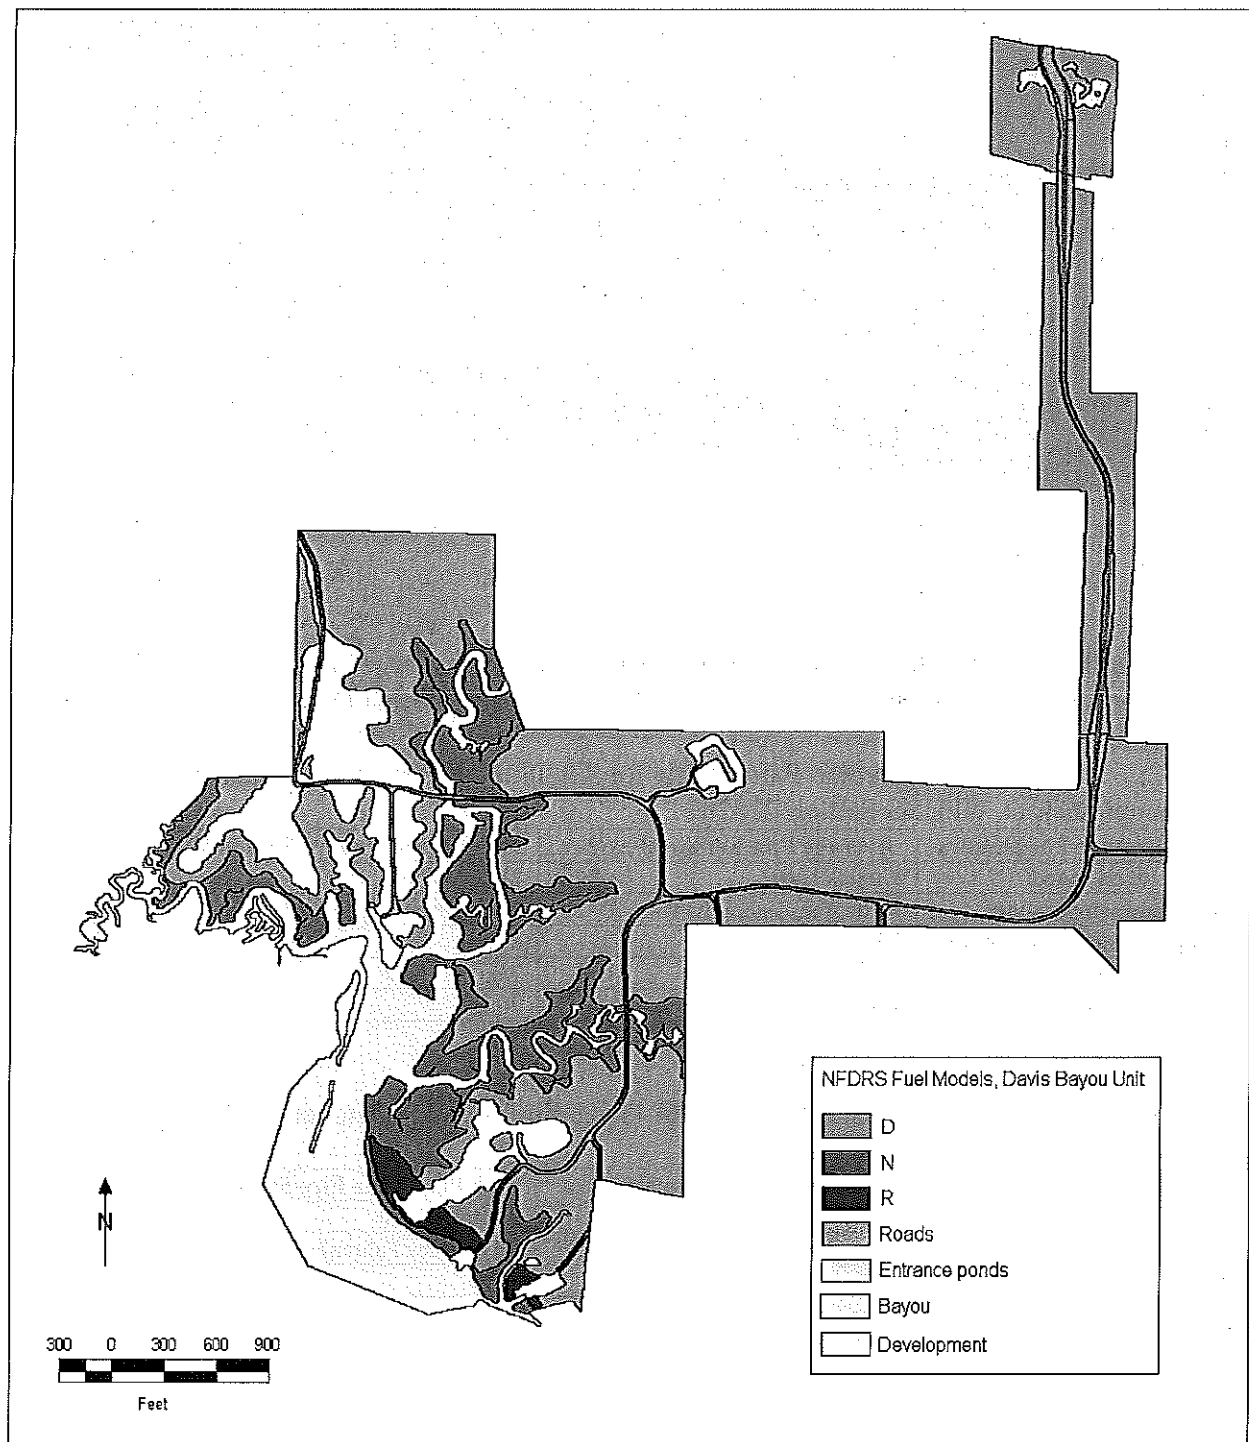 NFDRS Fuel Models, Davis Bayou Unit
D
N
R
Roads
Entrance ponds
Bayou
Development
N
300 0 300 600 900
Feet